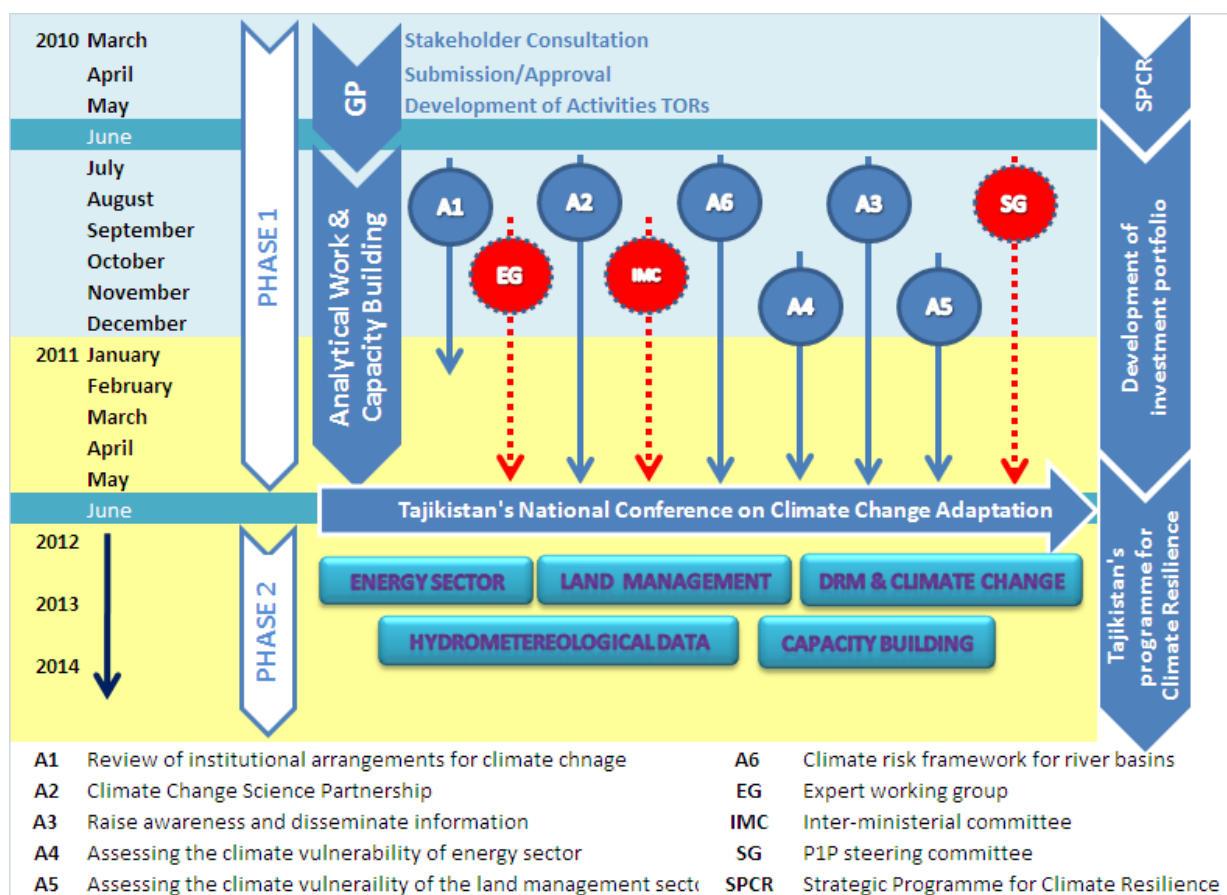 2010 March
Stakeholder Consultation
April
Submission/Approval
May
Development of Activities TORs
June
July
August
September
October
November
December
2011 January
February
March
April
May
June
2012
2013
2014
PHASE 1
PHASE 2
GP
Analytical Work &
Capacity Building
A1
A2
A6
A3
SG
EG
IMC
A4
A5
SPCR
Development of
investment portfolio
Tajikistan's
programme for
Climate Resilience
Tajikistan's National Conference on Climate Change Adaptation
ENERGY SECTOR
LAND MANAGEMENT
DRM & CLIMATE CHANGE
HYDROMETEREOLOGICAL DATA
CAPACITY BUILDING
A1 Review of institutional arrangements for climate chnage
A2 Climate Change Science Partnership
A3 Raise awareness and disseminate information
A4 Assessing the climate vulnerability of energy sector
A5 Assessing the climate vulneraility of the land management secto
A6 Climate risk framework for river basins
EG Expert working group
IMC Inter-ministerial committee
SG P1P steering committee
SPCR Strategic Programme for Climate Resilience